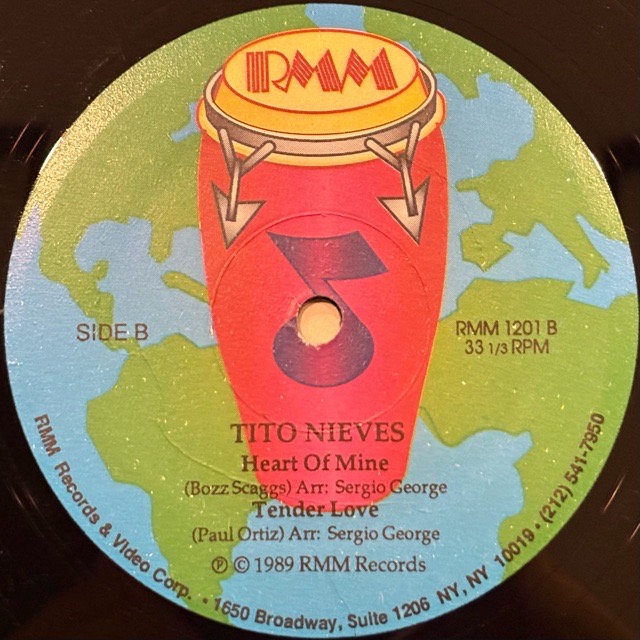 RMM
SIDE B
RMM 1201 B
33 1/3 RPM
TITO NIEVES
Heart Of Mine
(Bozz Scaggs) Arr: Sergio George
Tender Love
(Paul Ortiz) Arr: Sergio George
℗ © 1989 RMM Records
RMM Records & Video Corp. • 1650 Broadway, Suite 1206 NY, NY 10019 • (212) 541-7950